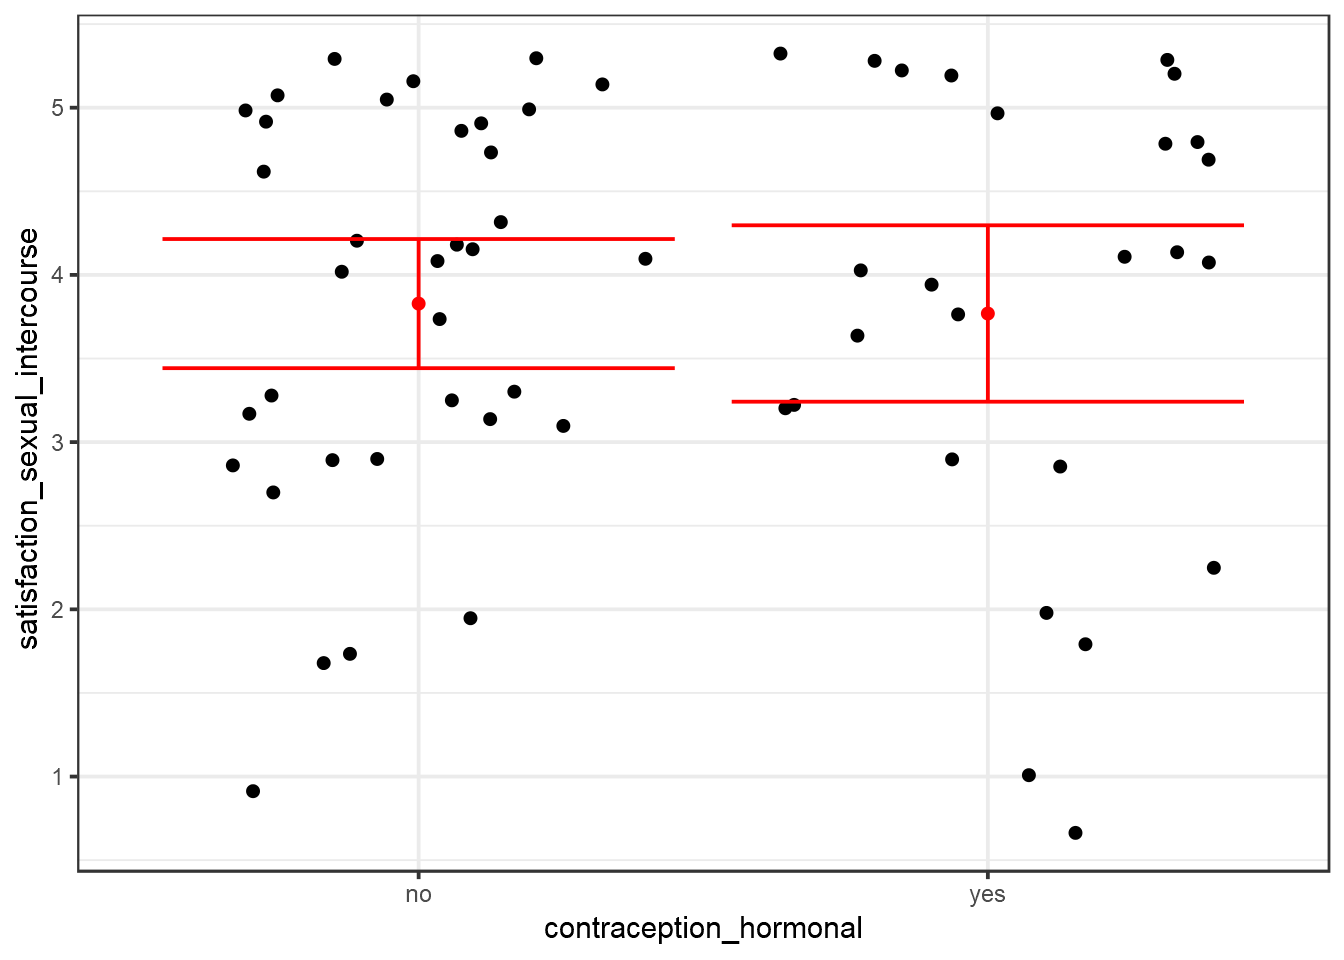 satisfaction_sexual_intercourse
5
4
3
2
1
no yes
contraception_hormonal